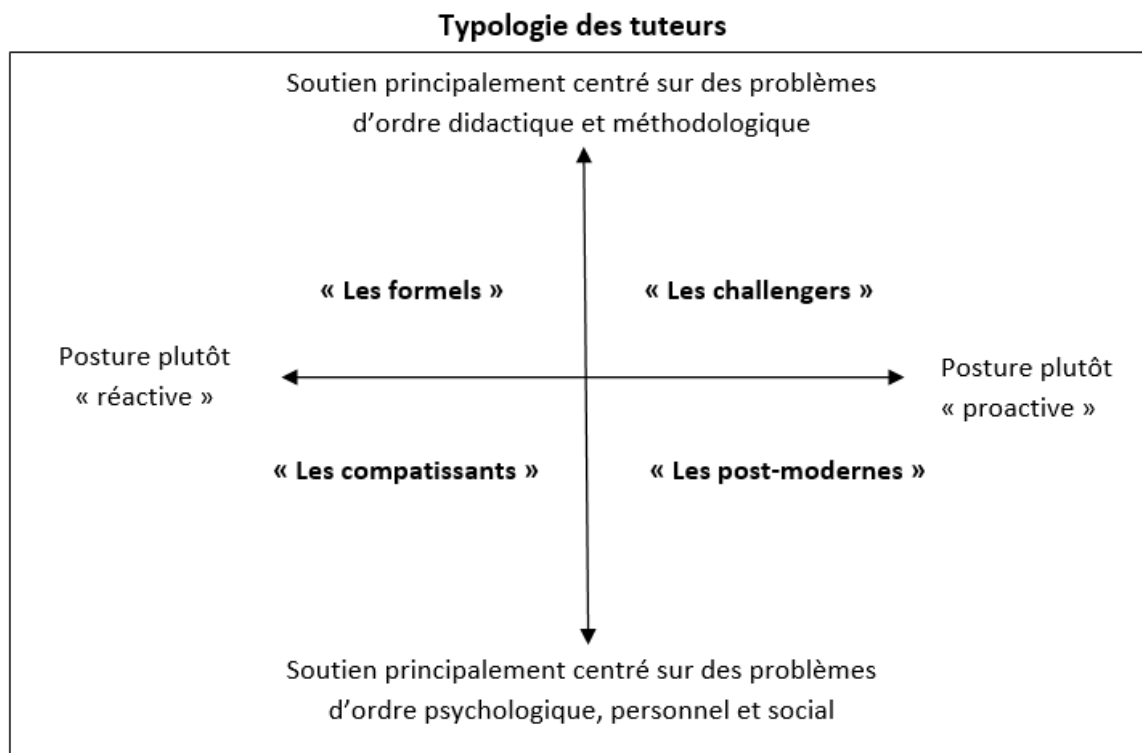 Typologie des tuteurs
Soutien principalement centré sur des problèmes
d’ordre didactique et méthodologique
« Les formels »
« Les challengers »
Posture plutôt
« réactive »
Posture plutôt
« proactive »
« Les compatissants »
« Les post-modernes »
Soutien principalement centré sur des problèmes
d’ordre psychologique, personnel et social